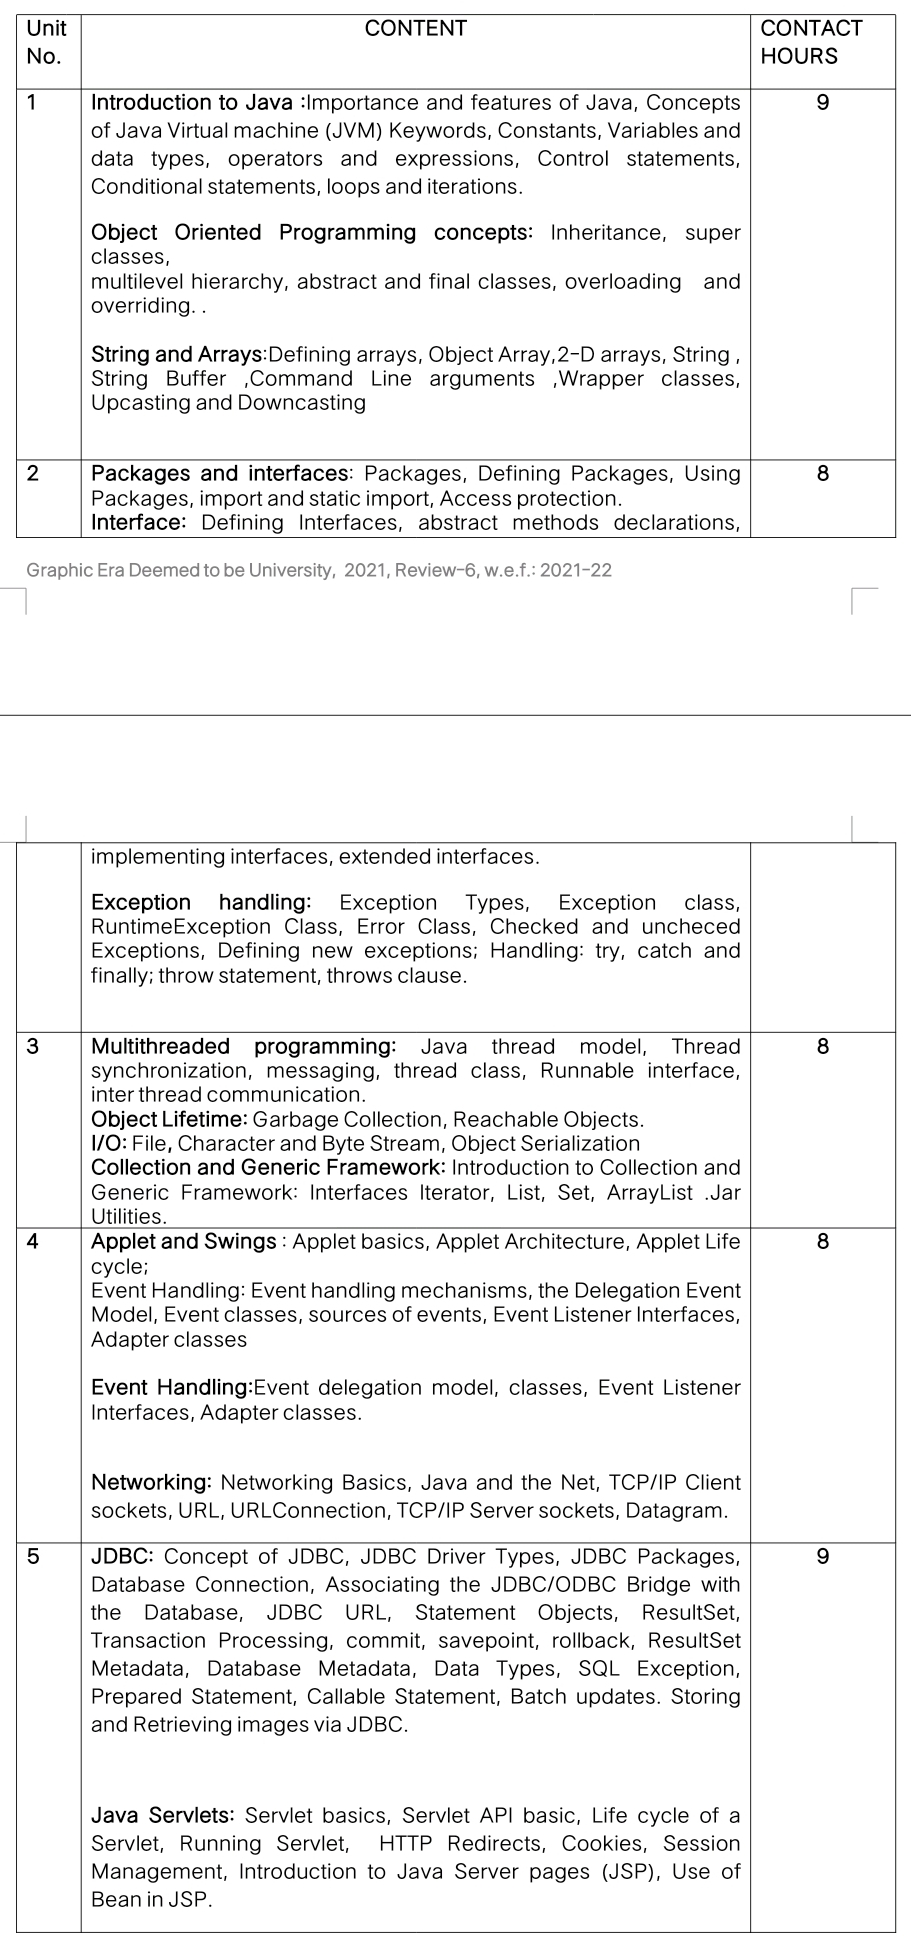 Unit No. CONTENT CONTACT HOURS
1 Introduction to Java :Importance and features of Java, Concepts 9
of Java Virtual machine (JVM) Keywords, Constants, Variables and
data types, operators and expressions, Control statements,
Conditional statements, loops and iterations.
Object Oriented Programming concepts: Inheritance, super
classes,
multilevel hierarchy, abstract and final classes, overloading and
overriding. .
String and Arrays:Defining arrays, Object Array,2-D arrays, String ,
String Buffer ,Command Line arguments ,Wrapper classes,
Upcasting and Downcasting
2 Packages and interfaces: Packages, Defining Packages, Using 8
Packages, import and static import, Access protection.
Interface: Defining Interfaces, abstract methods declarations,
Graphic Era Deemed to be University, 2021, Review-6, w.e.f.: 2021-22
implementing interfaces, extended interfaces.
Exception handling: Exception Types, Exception class,
RuntimeException Class, Error Class, Checked and uncheced
Exceptions, Defining new exceptions; Handling: try, catch and
finally; throw statement, throws clause.
3 Multithreaded programming: Java thread model, Thread 8
synchronization, messaging, thread class, Runnable interface,
inter thread communication.
Object Lifetime: Garbage Collection, Reachable Objects.
I/O: File, Character and Byte Stream, Object Serialization
Collection and Generic Framework: Introduction to Collection and
Generic Framework: Interfaces Iterator, List, Set, ArrayList .Jar
Utilities.
4 Applet and Swings : Applet basics, Applet Architecture, Applet Life 8
cycle;
Event Handling: Event handling mechanisms, the Delegation Event
Model, Event classes, sources of events, Event Listener Interfaces,
Adapter classes
Event Handling:Event delegation model, classes, Event Listener
Interfaces, Adapter classes.
Networking: Networking Basics, Java and the Net, TCP/IP Client
sockets, URL, URLConnection, TCP/IP Server sockets, Datagram.
5 JDBC: Concept of JDBC, JDBC Driver Types, JDBC Packages, 9
Database Connection, Associating the JDBC/ODBC Bridge with
the Database, JDBC URL, Statement Objects, ResultSet,
Transaction Processing, commit, savepoint, rollback, ResultSet
Metadata, Database Metadata, Data Types, SQL Exception,
Prepared Statement, Callable Statement, Batch updates. Storing
and Retrieving images via JDBC.
Java Servlets: Servlet basics, Servlet API basic, Life cycle of a
Servlet, Running Servlet, HTTP Redirects, Cookies, Session
Management, Introduction to Java Server pages (JSP), Use of
Bean in JSP.